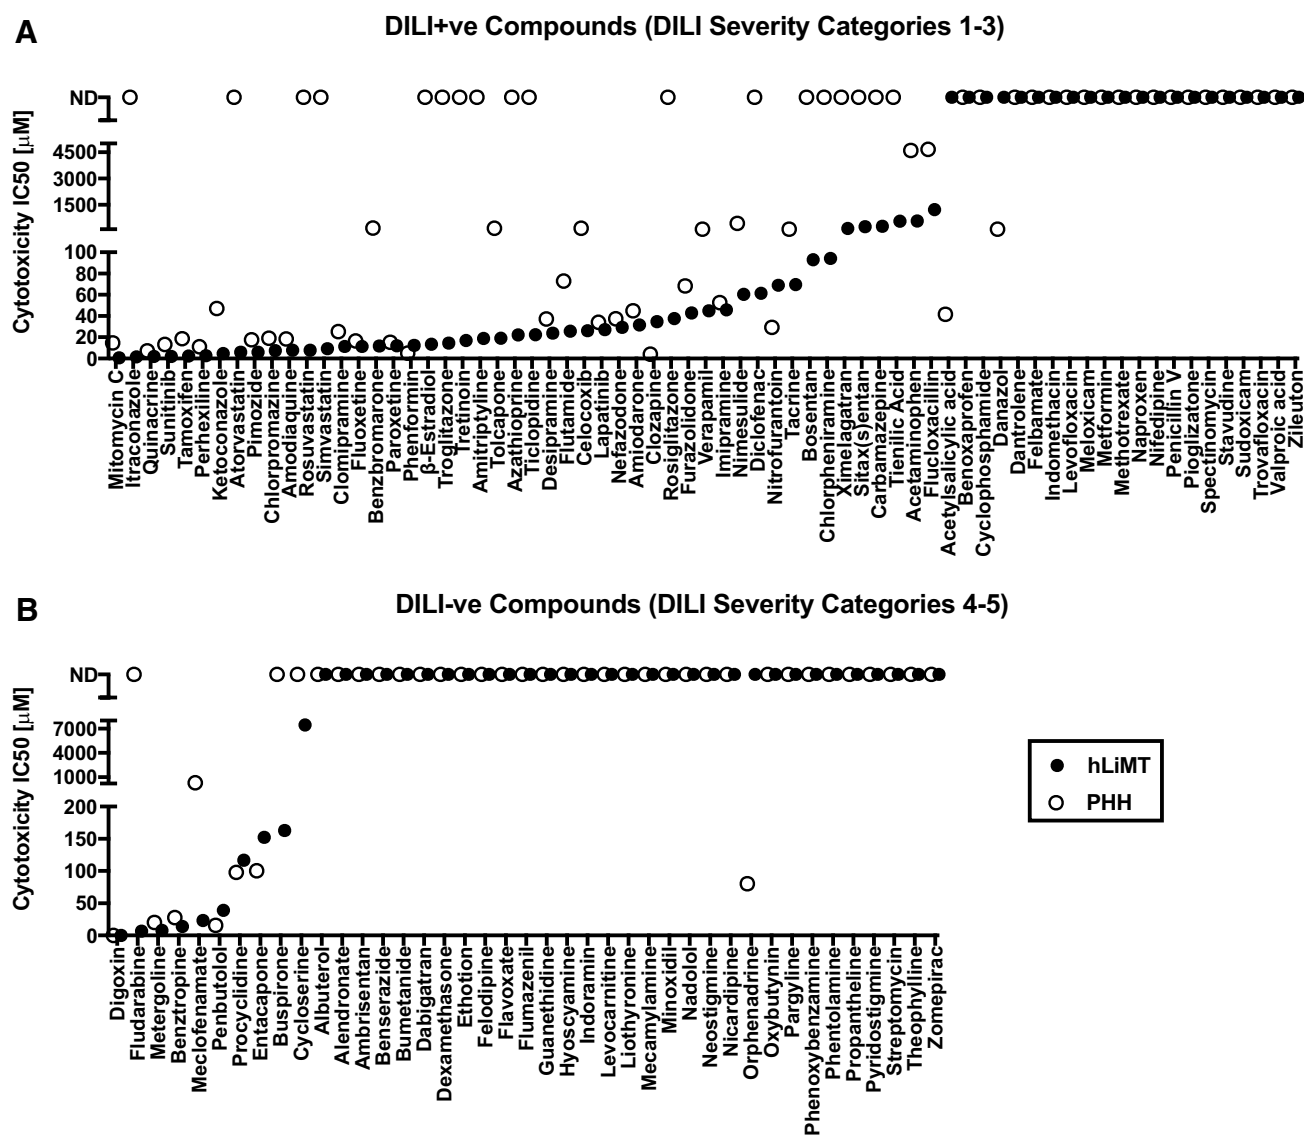 A
DILI+ve Compounds (DILI Severity Categories 1-3)
Cytotoxicity IC50 [µM]
ND
4500
3000
1500
100
80
60
40
20
0
Mitomycin C
Itraconazole
Quinacrine
Sunitinib
Tamoxifen
Perhexiline
Ketoconazole
Atorvastatin
Pimozide
Chlorpromazine
Amodiaquine
Rosuvastatin
Simvastatin
Clomipramine
Fluoxetine
Benzbromarone
Paroxetine
Phenformin
β-Estradiol
Troglitazone
Tretinoin
Amitriptyline
Tolcapone
Azathioprine
Ticlopidine
Desipramine
Flutamide
Celocoxib
Lapatinib
Nefazodone
Amiodarone
Clozapine
Rosiglitazone
Furazolidone
Verapamil
Imipramine
Nimesulide
Diclofenac
Nitrofurantoin
Tacrine
Bosentan
Chlorpheniramine
Ximelagatran
Sitax(s)entan
Carbamazepine
Tienilic Acid
Acetaminophen
Flucloxacillin
Acetylsalicylic acid
Benoxaprofen
Cyclophosphamide
Danazol
Dantrolene
Felbamate
Indomethacin
Levofloxacin
Meloxicam
Metformin
Methotrexate
Naproxen
Nifedipine
Penicillin V
Pioglizatone
Spectinomycin
Stavudine
Sudoxicam
Trovafloxacin
Valproic acid
Zileuton
B
DILI-ve Compounds (DILI Severity Categories 4-5)
Cytotoxicity IC50 [µM]
ND
7000
4000
1000
200
150
100
50
0
Digoxin
Fludarabine
Metergoline
Benztropine
Meclofenamate
Penbutolol
Procyclidine
Entacapone
Buspirone
Cycloserine
Albuterol
Alendronate
Ambrisentan
Benserazide
Bumetanide
Dabigatran
Dexamethasone
Ethotion
Felodipine
Flavoxate
Flumazenil
Guanethidine
Hyoscyamine
Indoramin
Levocarnitine
Liothyronine
Mecamylamine
Minoxidil
Nadolol
Neostigmine
Nicardipine
Orphenadrine
Oxybutynin
Pargyline
Phenoxybenzamine
Phentolamine
Propantheline
Pyridostigmine
Streptomycin
Theophylline
Zomepirac
hLiMT
PHH